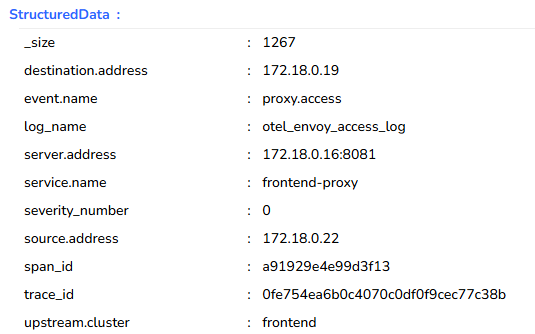 StructuredData :
_size : 1267
destination.address : 172.18.0.19
event.name : proxy.access
log_name : otel_envoy_access_log
server.address : 172.18.0.16:8081
service.name : frontend-proxy
severity_number : 0
source.address : 172.18.0.22
span_id : a91929e4e99d3f13
trace_id : 0fe754ea6b0c4070c0df0f9cec77c38b
upstream.cluster : frontend